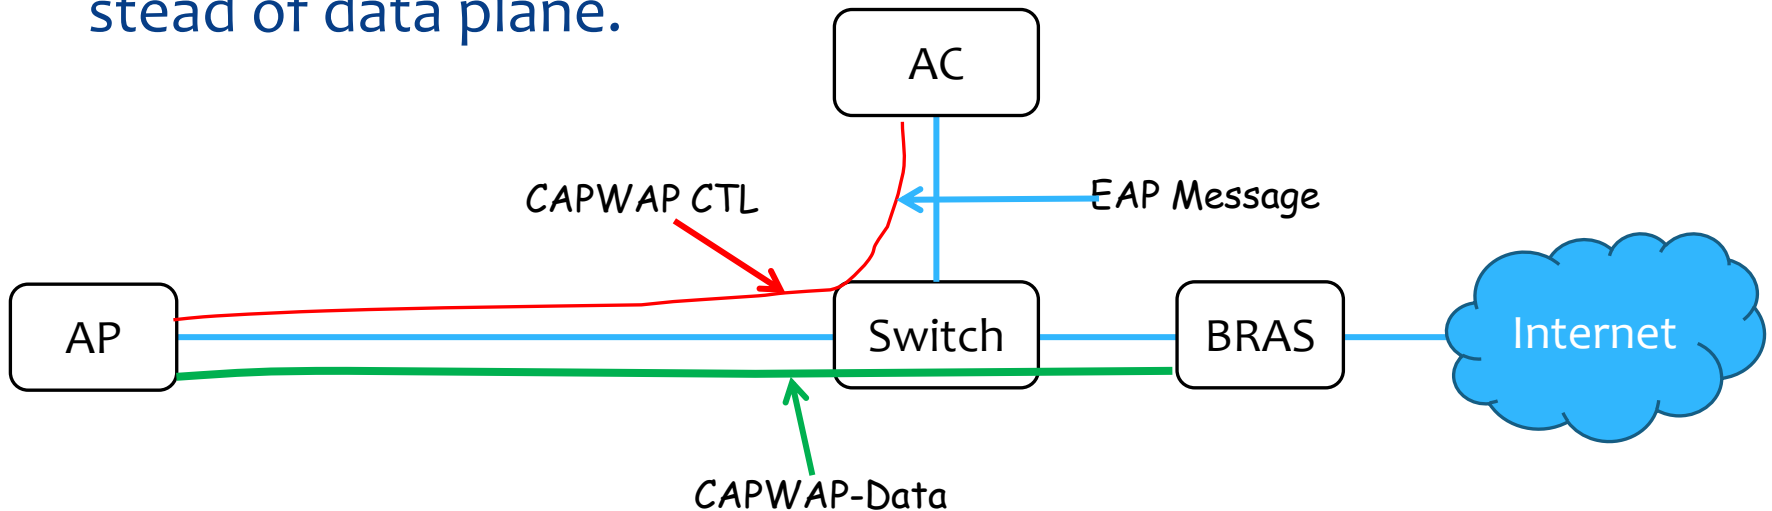 stead of data plane.
AC
CAPWAP CTL
EAP Message
AP
Switch
BRAS
Internet
CAPWAP-Data